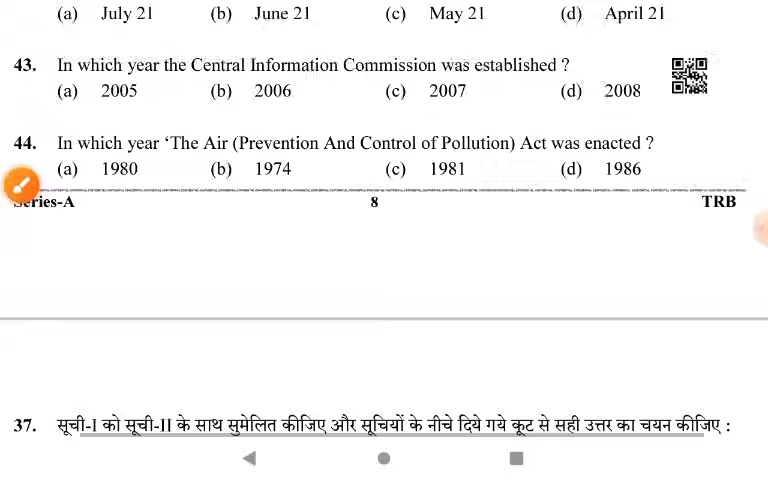 (a) July 21 (b) June 21 (c) May 21 (d) April 21
43. In which year the Central Information Commission was established ?
(a) 2005 (b) 2006 (c) 2007 (d) 2008
44. In which year ‘The Air (Prevention And Control of Pollution) Act was enacted ?
(a) 1980 (b) 1974 (c) 1981 (d) 1986
Series-A 8 TRB
37. सूची-I को सूची-II के साथ सुमेलित कीजिए और सूचियों के नीचे दिये गये कूट से सही उत्तर का चयन कीजिए :